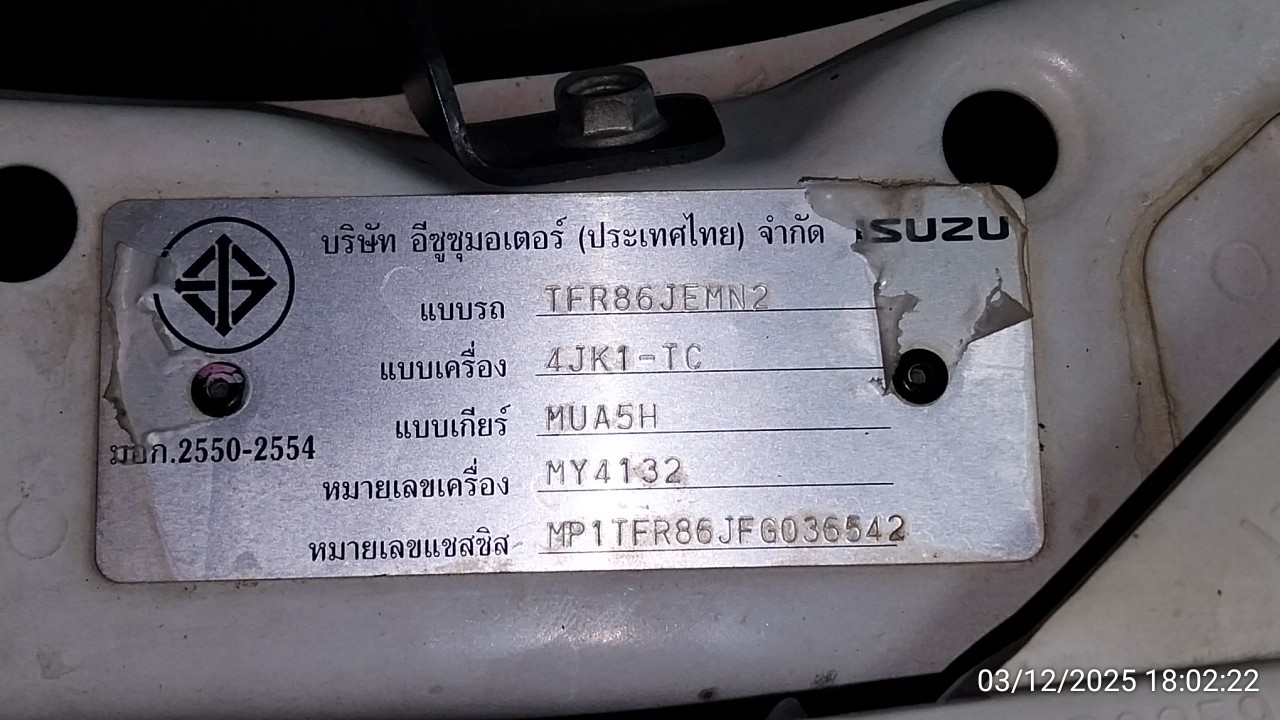 บริษัท อีซูซุมอเตอร์ (ประเทศไทย) จำกัด ISUZU
แบบรถ TFR86JEMN2
แบบเครื่อง 4JK1-TC
แบบเกียร์ MUA5H
มอก.2550-2554
หมายเลขเครื่อง MY4132
หมายเลขแชสซิส MP1TFR86JFG036542
03/12/2025 18:02:22